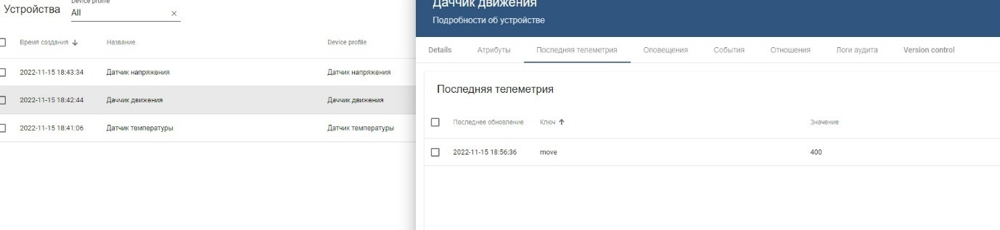 Устройства
Device profile
All
Время создания
Название
Device profile
2022-11-15 18:43:34
Датчик напряжения
Датчик напряжения
2022-11-15 18:42:44
Даччик движения
Даччик движения
2022-11-15 18:41:06
Датчик температуры
Датчик температуры
Даччик движения
Подробности об устройстве
Details
Атрибуты
Последняя телеметрия
Оповещения
События
Отношения
Логи аудита
Version control
Последняя телеметрия
Последнее обновление
Ключ
Значение
2022-11-15 18:56:36
move
400